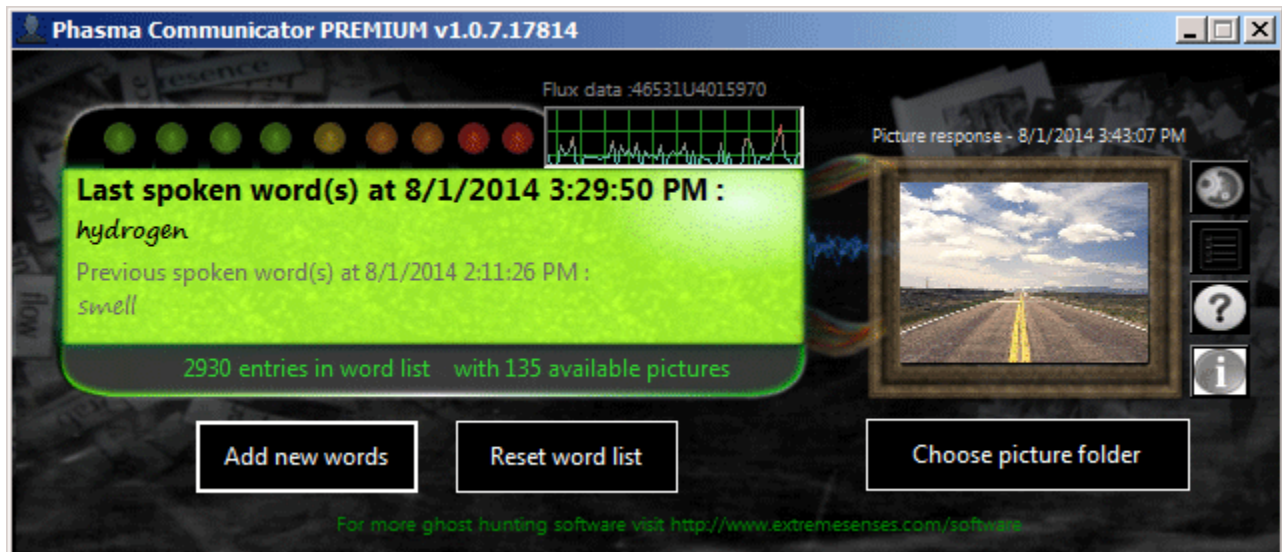 Phasma Communicator PREMIUM v1.0.7.17814
Flux data :46531U4015970
Picture response - 8/1/2014 3:43:07 PM
Last spoken word(s) at 8/1/2014 3:29:50 PM :
hydrogen
Previous spoken word(s) at 8/1/2014 2:11:26 PM :
smell
2930 entries in word list with 135 available pictures
Add new words
Reset word list
Choose picture folder
For more ghost hunting software visit http://www.extremesenses.com/software
resence
flow
?
i